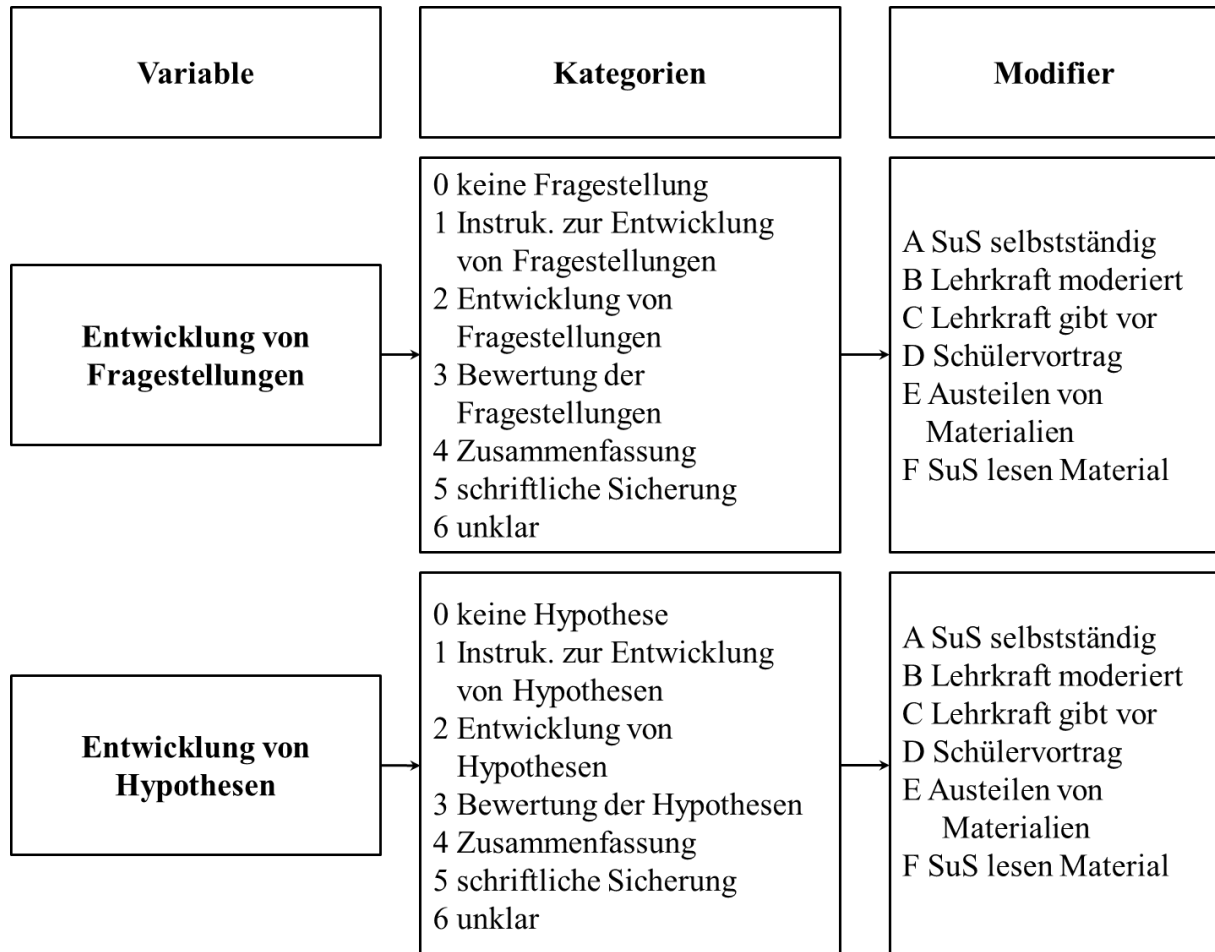 Variable
Kategorien
Modifier
Entwicklung von
Fragestellungen
0 keine Fragestellung
1 Instruk. zur Entwicklung
von Fragestellungen
2 Entwicklung von
Fragestellungen
3 Bewertung der
Fragestellungen
4 Zusammenfassung
5 schriftliche Sicherung
6 unklar
A SuS selbstständig
B Lehrkraft moderiert
C Lehrkraft gibt vor
D Schülervortrag
E Austeilen von
Materialien
F SuS lesen Material
Entwicklung von
Hypothesen
0 keine Hypothese
1 Instruk. zur Entwicklung
von Hypothesen
2 Entwicklung von
Hypothesen
3 Bewertung der Hypothesen
4 Zusammenfassung
5 schriftliche Sicherung
6 unklar
A SuS selbstständig
B Lehrkraft moderiert
C Lehrkraft gibt vor
D Schülervortrag
E Austeilen von
Materialien
F SuS lesen Material